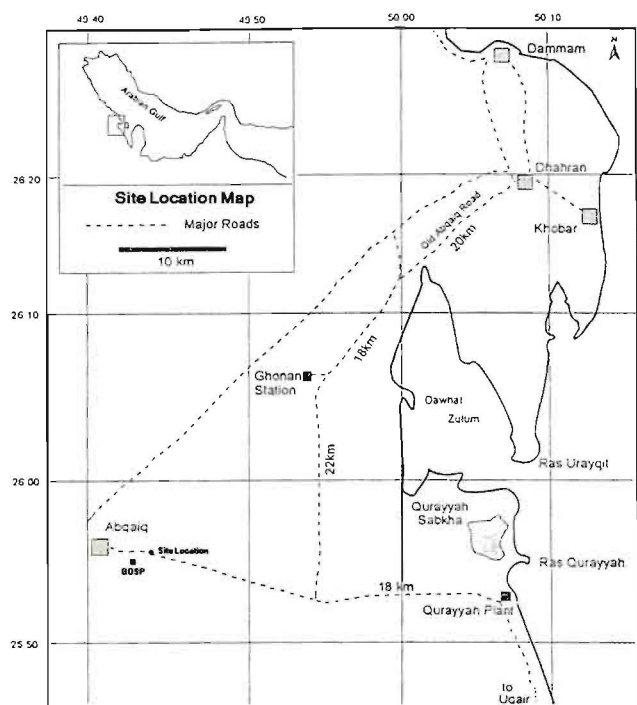 49 40
49 50
50 00
50 10
N
Dammam
Arabian Gulf
Site Location Map
Major Roads
10 km
26 20
Dhahran
Khobar
Old Abqaiq Road
20km
26 10
18km
Ghonan
Station
Dawhat
Zulum
22km
Ras Urayqit
26 00
Qurayyah
Sabkha
Abqaiq
Site Location
GOSP
Ras Qurayyah
18 km
Qurayyah Plant
25 50
to
Uqair